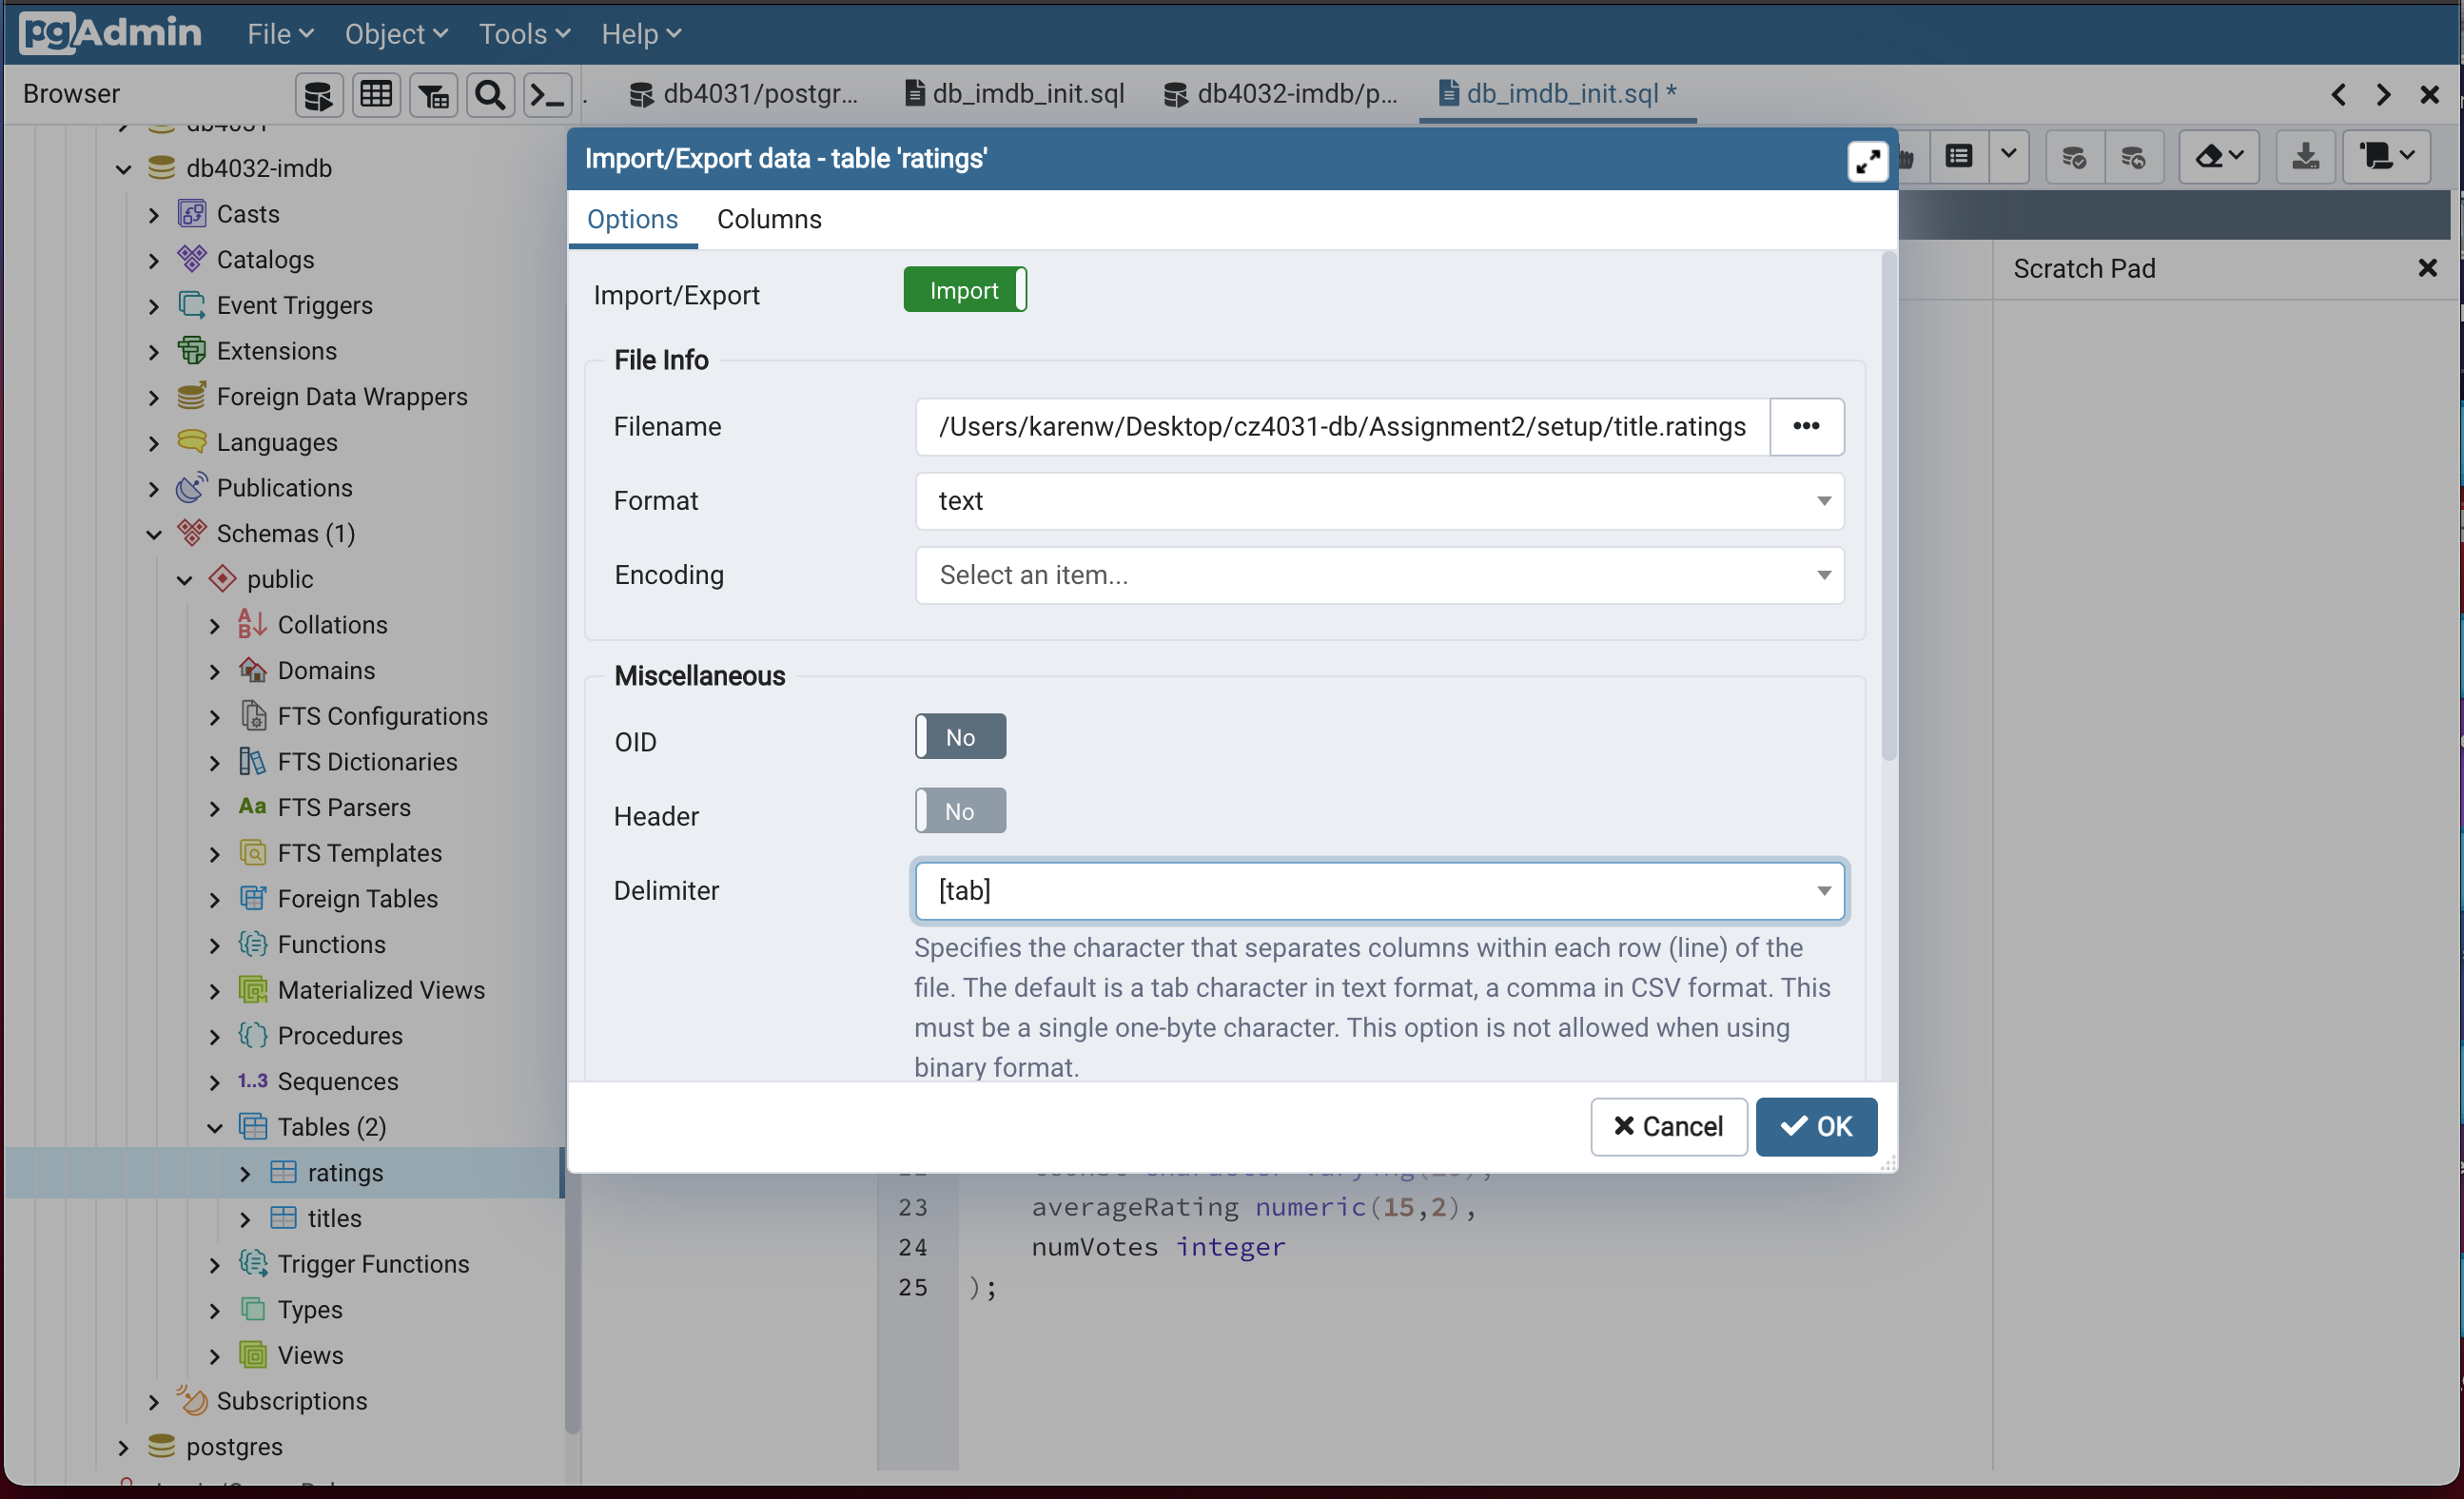 pgAdmin File Object Tools Help
Browser
db4031/postgr...
db_imdb_init.sql
db4032-imdb/p...
db_imdb_init.sql *
db4031
db4032-imdb
Casts
Catalogs
Event Triggers
Extensions
Foreign Data Wrappers
Languages
Publications
Schemas (1)
public
Collations
Domains
FTS Configurations
FTS Dictionaries
Aa FTS Parsers
FTS Templates
Foreign Tables
Functions
Materialized Views
Procedures
1..3 Sequences
Tables (2)
ratings
titles
Trigger Functions
Types
Views
Subscriptions
postgres
Import/Export data - table 'ratings'
Options Columns
Import/Export Import
File Info
Filename /Users/karenw/Desktop/cz4031-db/Assignment2/setup/title.ratings •••
Format text
Encoding Select an item...
Miscellaneous
OID No
Header No
Delimiter [tab]
Specifies the character that separates columns within each row (line) of the
file. The default is a tab character in text format, a comma in CSV format. This
must be a single one-byte character. This option is not allowed when using
binary format.
Cancel OK
23 averageRating numeric(15,2),
24 numVotes integer
25 );
Scratch Pad